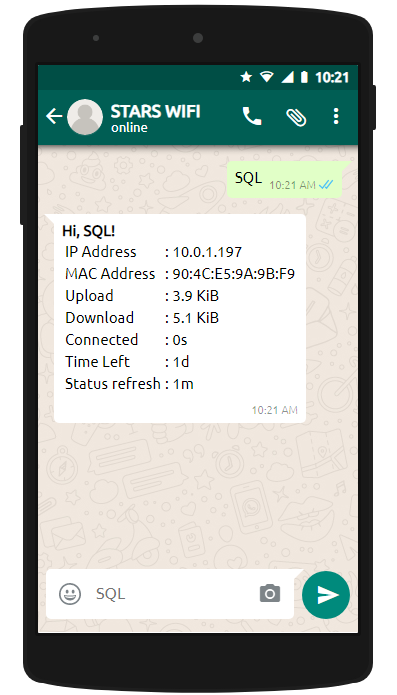 10:21
STARS WIFI
online
SQL 10:21 AM
Hi, SQL!
IP Address : 10.0.1.197
MAC Address : 90:4C:E5:9A:9B:F9
Upload : 3.9 KiB
Download : 5.1 KiB
Connected : 0s
Time Left : 1d
Status refresh : 1m
10:21 AM
SQL